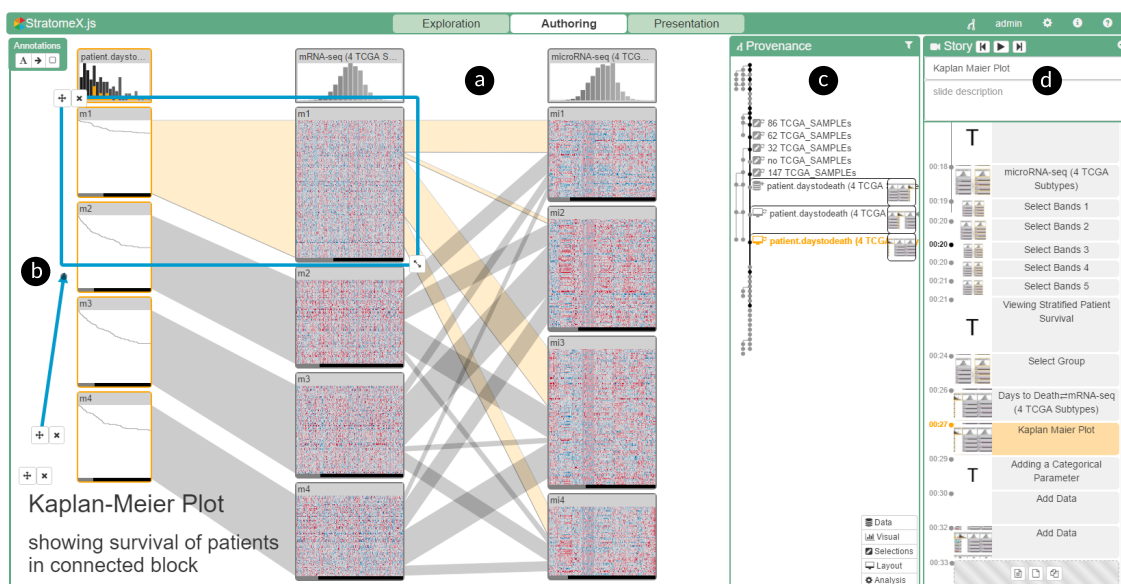 StratomeX.js
Exploration
Authoring
Presentation
admin
Annotations
A
patient.daysto...
mRNA-seq (4 TCGA S...
microRNA-seq (4 TCG...
a
m1
m2
m3
m4
m1
m2
m3
m4
mi1
mi2
mi3
mi4
b
Kaplan-Meier Plot
showing survival of patients
in connected block
Provenance
c
86 TCGA_SAMPLEs
62 TCGA_SAMPLEs
32 TCGA_SAMPLEs
no TCGA_SAMPLEs
147 TCGA_SAMPLEs
patient.daystodeath (4 TCGA
patient.daystodeath (4 TCGA
patient.daystodeath (4 TCGA
Data
Visual
Selections
Layout
Analysis
Story
Kaplan Maier Plot
d
slide description
T
00:18
microRNA-seq (4 TCGA
Subtypes)
00:19
Select Bands 1
00:20
Select Bands 2
00:20
Select Bands 3
00:20
Select Bands 4
00:21
Select Bands 5
00:21
Viewing Stratified Patient
Survival
T
00:24
Select Group
00:26
Days to Death⇌mRNA-seq
(4 TCGA Subtypes)
00:27
Kaplan Maier Plot
00:29
Adding a Categorical
Parameter
T
00:30
Add Data
00:32
Add Data
00:33